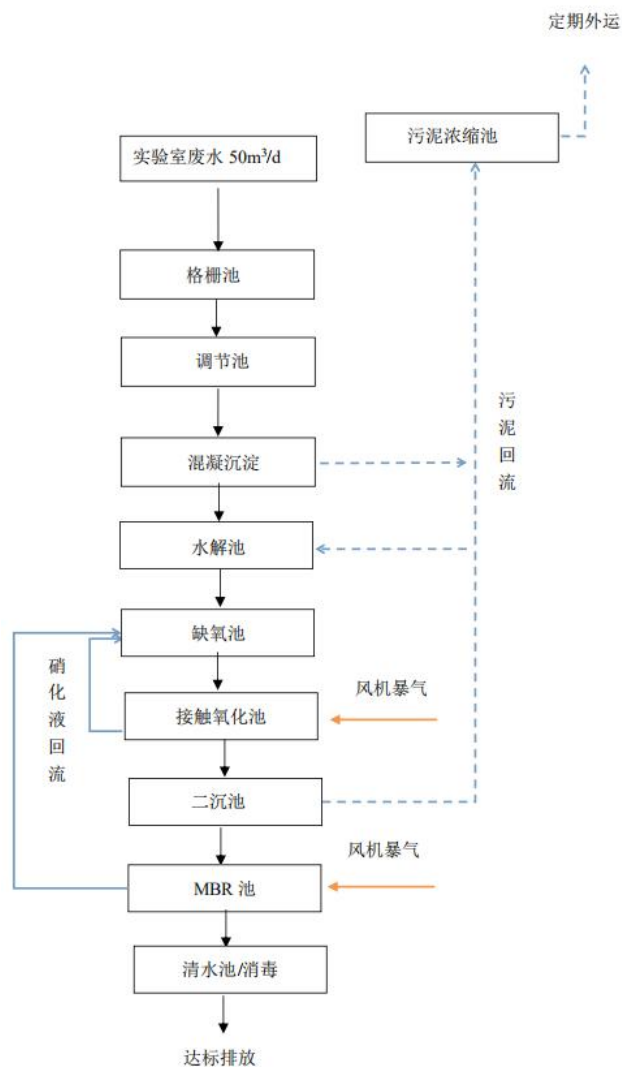 定期外运
污泥浓缩池
实验室废水 50m³/d
格栅池
调节池
混凝沉淀
污泥回流
水解池
缺氧池
硝化液回流
风机暴气
接触氧化池
二沉池
风机暴气
MBR 池
清水池/消毒
达标排放